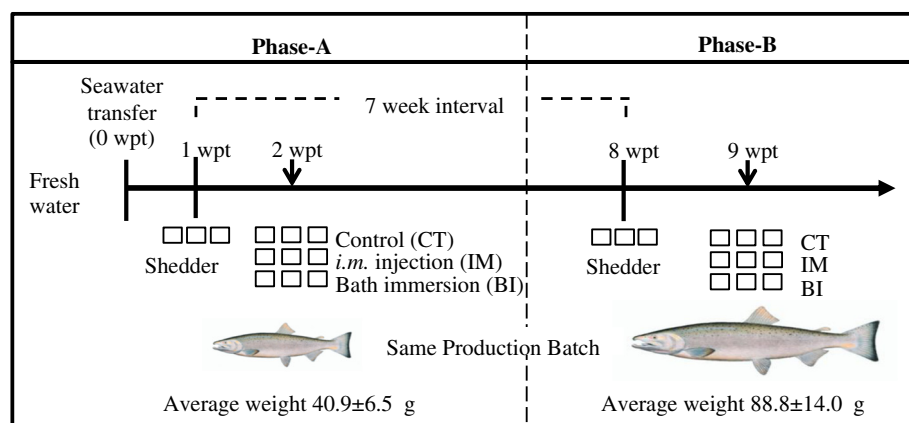 Phase-A Phase-B
Seawater
transfer
(0 wpt)
7 week interval
1 wpt 2 wpt 8 wpt 9 wpt
Fresh
water
Shedder
Control (CT)
i.m. injection (IM)
Bath immersion (BI)
Shedder
CT
IM
BI
Same Production Batch
Average weight 40.9±6.5 g Average weight 88.8±14.0 g